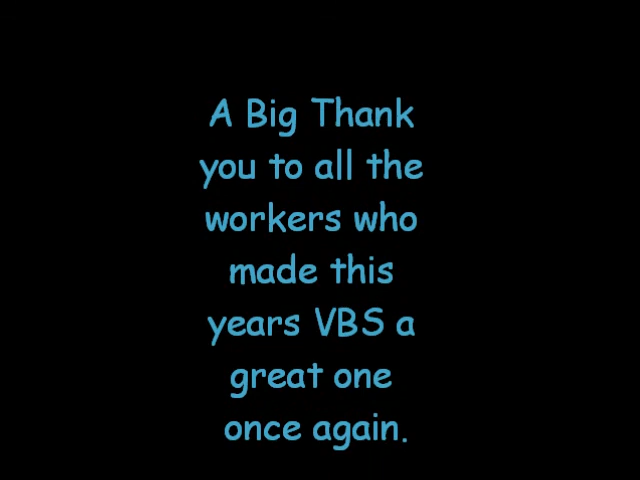 A Big Thank
you to all the
workers who
made this
years VBS a
great one
once again.